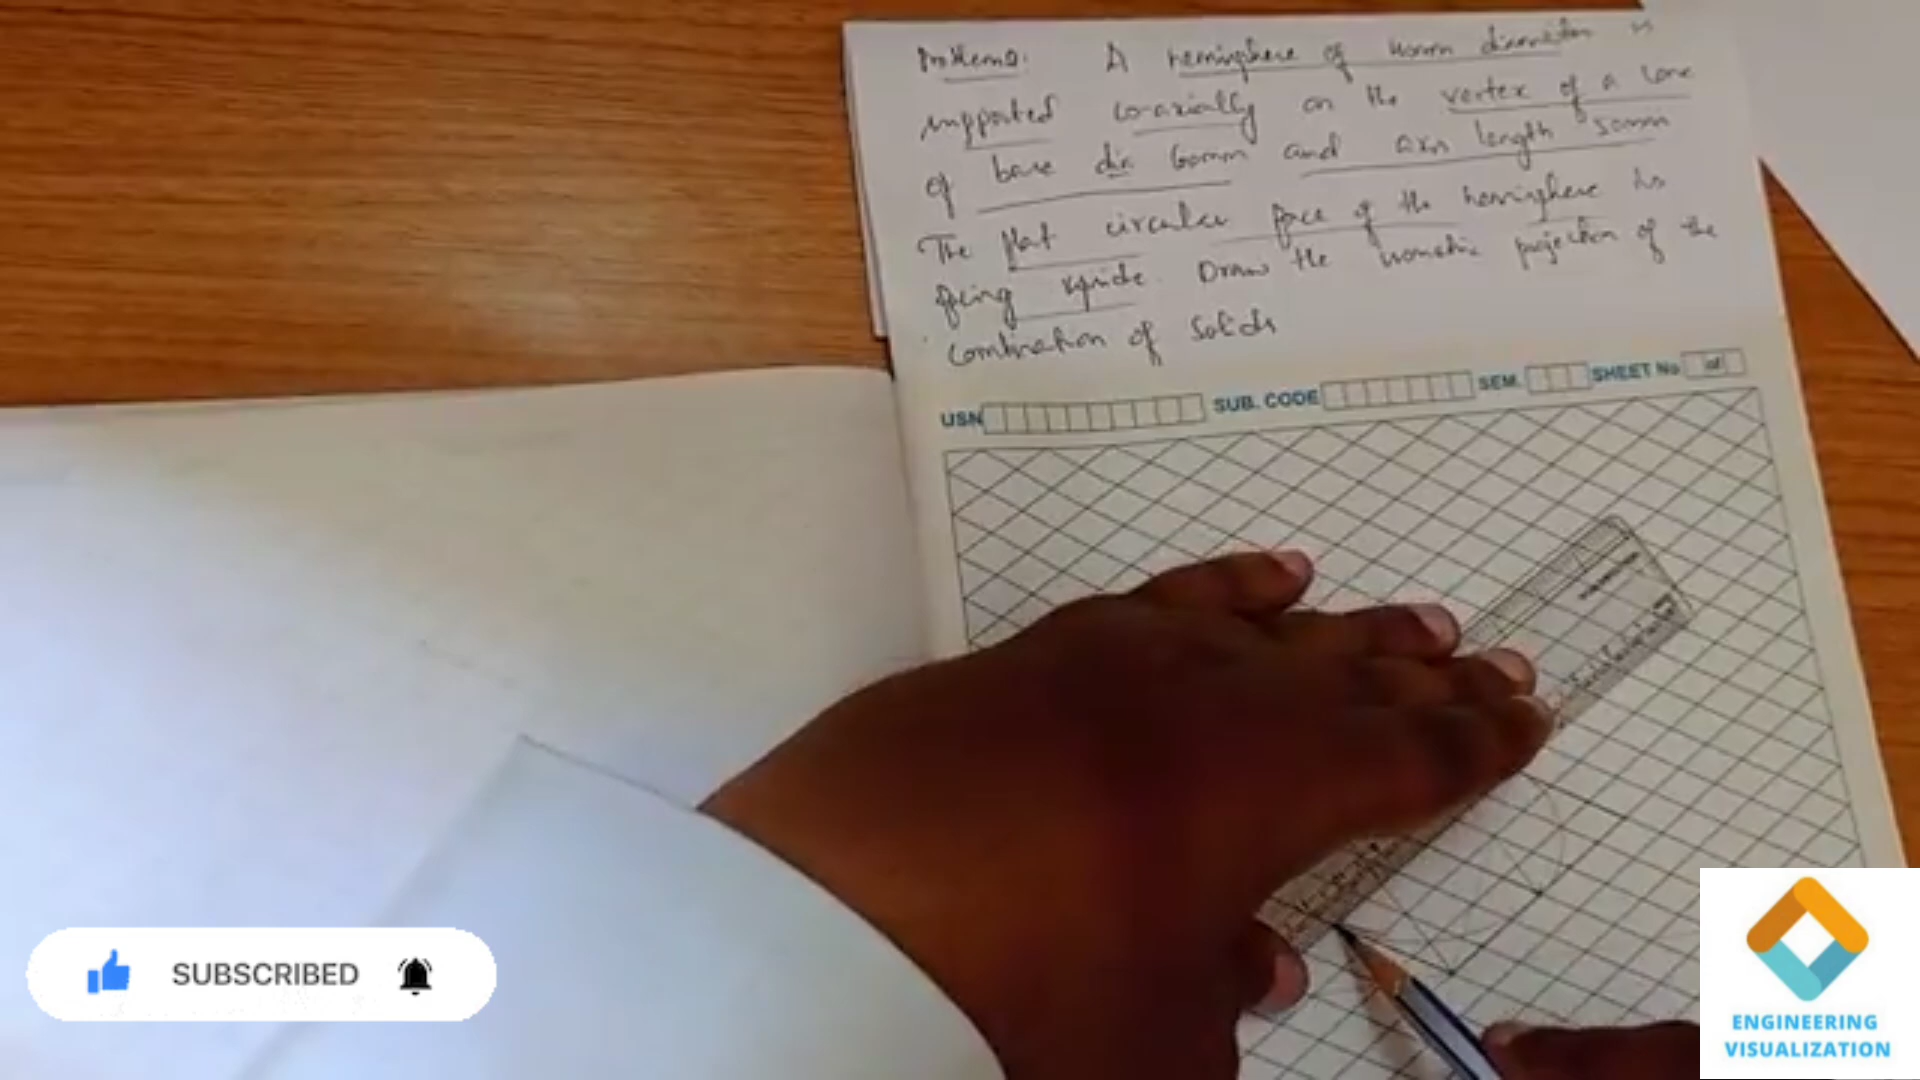 Problem 2. A hemisphere of 40mm diameter is
supported co-axially on the vertex of a cone
of base dia 60mm and axis length 50mm
The flat circular face of the hemisphere is
facing upside. Draw the isometric projection of the
combination of solids
USN SUB. CODE SEM. SHEET No of
SUBSCRIBED
ENGINEERING
VISUALIZATION